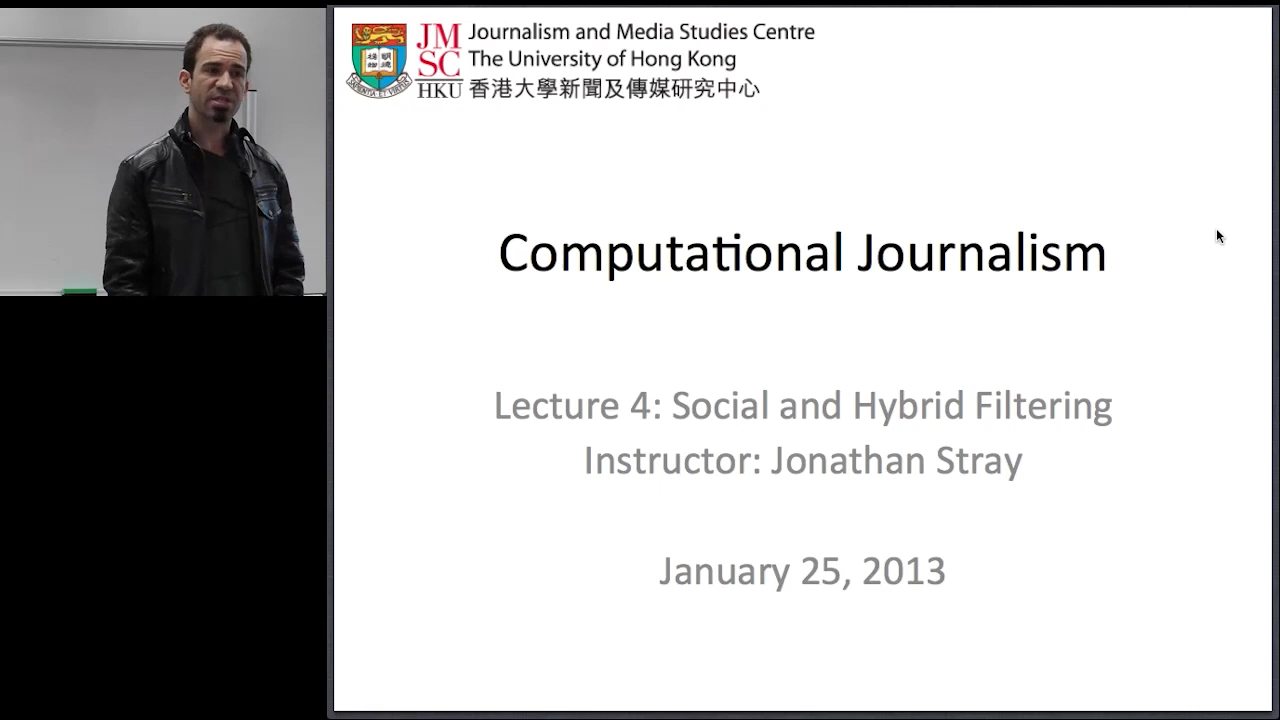 Journalism and Media Studies Centre
The University of Hong Kong
香港大學新聞及傳媒研究中心
JM
SC
HKU
Computational Journalism
Lecture 4: Social and Hybrid Filtering
Instructor: Jonathan Stray
January 25, 2013